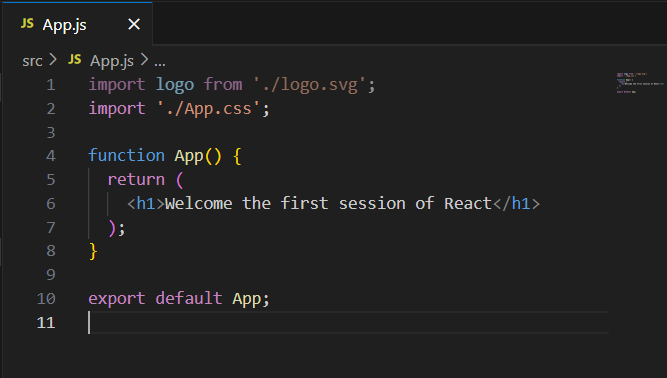 JS App.js ×
src > JS App.js > ...
1 import logo from './logo.svg';
2 import './App.css';
3
4 function App() {
5   return (
6     <h1>Welcome the first session of React</h1>
7   );
8 }
9
10 export default App;
11